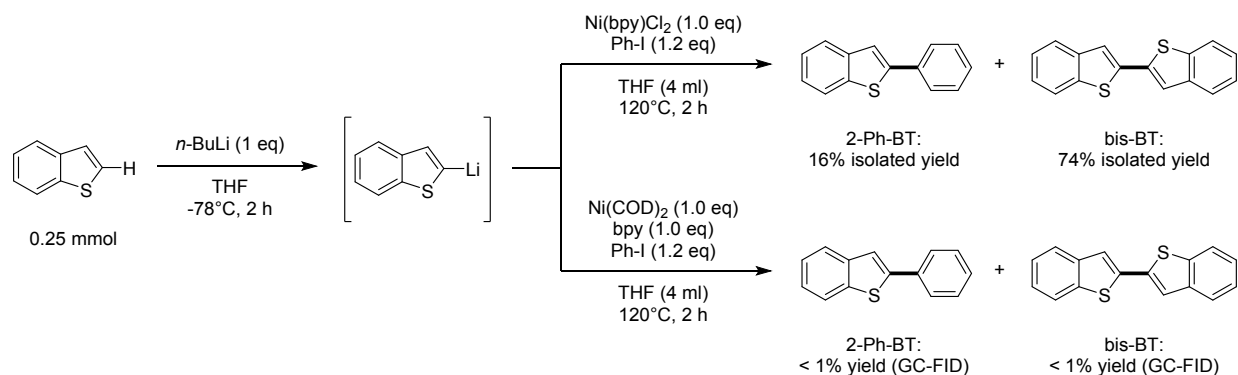 H
S
0.25 mmol
n-BuLi (1 eq)
THF
-78°C, 2 h
Li
S
Ni(bpy)Cl2 (1.0 eq)
Ph-I (1.2 eq)
THF (4 ml)
120°C, 2 h
S
2-Ph-BT:
16% isolated yield
+
S
S
bis-BT:
74% isolated yield
Ni(COD)2 (1.0 eq)
bpy (1.0 eq)
Ph-I (1.2 eq)
THF (4 ml)
120°C, 2 h
S
2-Ph-BT:
< 1% yield (GC-FID)
+
S
S
bis-BT:
< 1% yield (GC-FID)